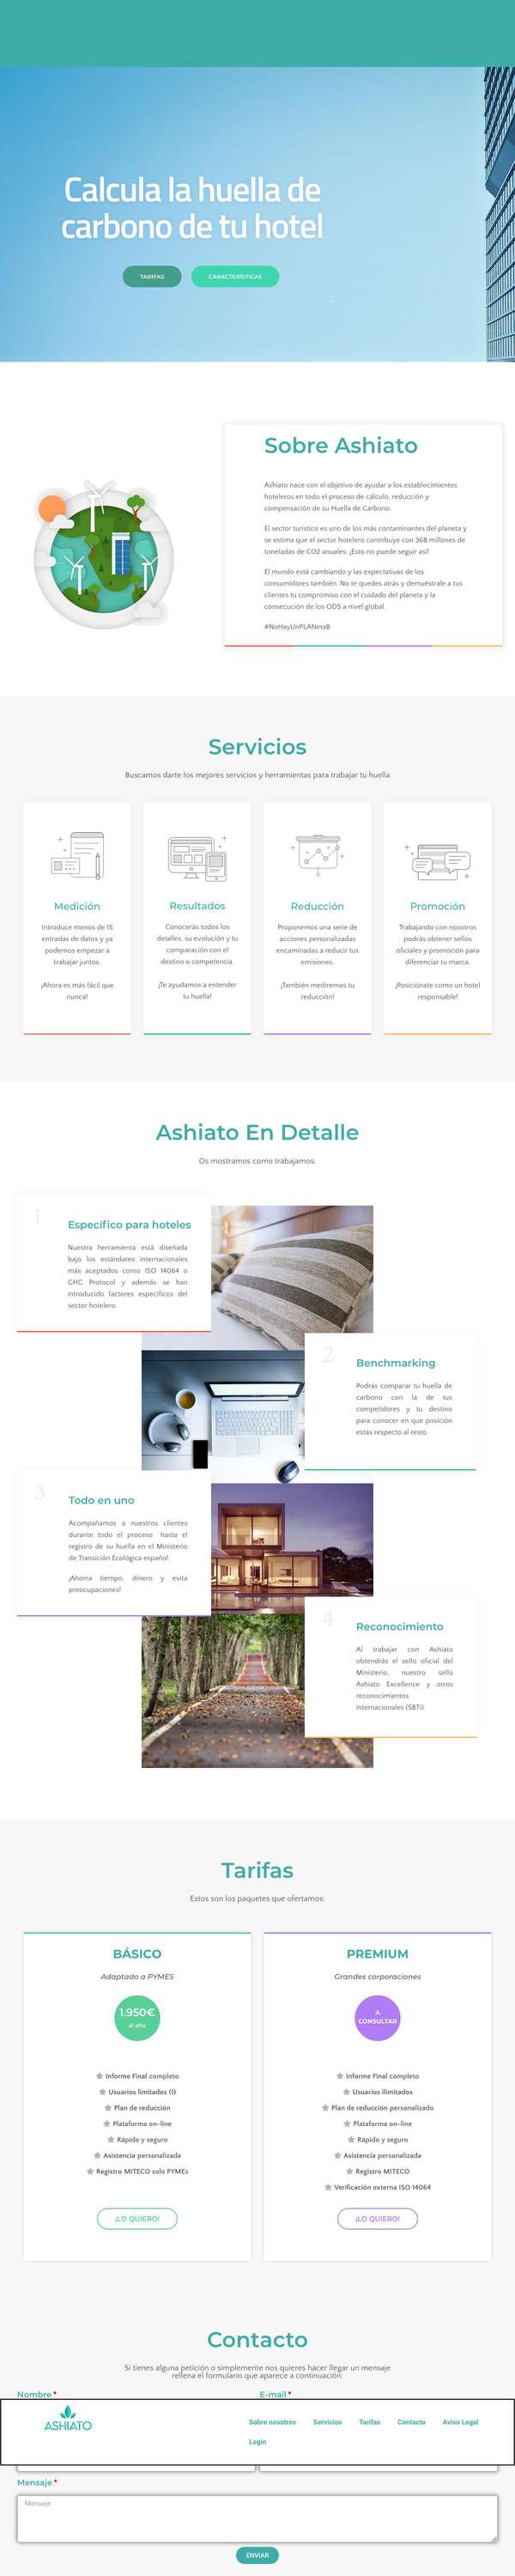 Calcula la huella de
carbono de tu hotel
TARIFAS
CARACTERÍSTICAS
Sobre Ashiato
Ashiato nace con el objetivo de ayudar a los establecimientos
hoteleros en todo el proceso de cálculo, reducción y
compensación de su Huella de Carbono.
El sector turístico es uno de los más contaminantes del planeta y
se estima que el sector hotelero contribuye con 368 millones de
toneladas de CO2 anuales. ¡Esto no puede seguir así!
El mundo está cambiando y las expectativas de los
consumidores también. No te quedes atrás y demuéstrale a tus
clientes tu compromiso con el cuidado del planeta y la
consecución de los ODS a nivel global.
#NoHayUnPLANetaB
Servicios
Buscamos darte los mejores servicios y herramientas para trabajar tu huella
Medición
Introduce menos de 15
entradas de datos y ya
podemos empezar a
trabajar juntos.
¡Ahora es más fácil que
nunca!
Resultados
Conocerás todos los
detalles, su evolución y tu
comparación con el
destino o competencia.
¡Te ayudamos a entender
tu huella!
Reducción
Proponemos una serie de
acciones personalizadas
encaminadas a reducir tus
emisiones.
¡También mediremos tu
reducción!
Promoción
Trabajando con nosotros
podrás obtener sellos
oficiales y promoción para
diferenciar tu marca.
¡Posiciónate como un hotel
responsable!
Ashiato En Detalle
Os mostramos como trabajamos:
1
Específico para hoteles
Nuestra herramienta está diseñada
bajo los estándares internacionales
más aceptados como ISO 14064 o
GHG Protocol y además se han
introducido factores específicos del
sector hotelero.
2
Benchmarking
Podrás comparar tu huella de
carbono con la de tus
competidores y tu destino
para conocer en que posición
estás respecto al resto.
3
Todo en uno
Acompañamos a nuestros clientes
durante todo el proceso hasta el
registro de su huella en el Ministerio
de Transición Ecológica español.
¡Ahorra tiempo, dinero y evita
preocupaciones!
4
Reconocimiento
Al trabajar con Ashiato
obtendrás el sello oficial del
Ministerio, nuestro sello
Ashiato Excellence y otros
reconocimientos
internacionales (SBTi).
Tarifas
Estos son los paquetes que ofertamos:
BÁSICO
Adaptado a PYMES
1.950€
al año
Informe Final completo
Usuarios limitados (1)
Plan de reducción
Plataforma on-line
Rápido y seguro
Asistencia personalizada
Registro MITECO solo PYMEs
¡LO QUIERO!
PREMIUM
Grandes corporaciones
A
CONSULTAR
Informe Final completo
Usuarios ilimitados
Plan de reducción personalizado
Plataforma on-line
Rápido y seguro
Asistencia personalizada
Registro MITECO
Verificación externa ISO 14064
¡LO QUIERO!
Contacto
Si tienes alguna petición o simplemente nos quieres hacer llegar un mensaje
rellena el formulario que aparece a continuación:
Nombre *
E-mail *
ASHIATO
Sobre nosotros
Servicios
Tarifas
Contacto
Aviso Legal
Login
Mensaje *
Mensaje
ENVIAR